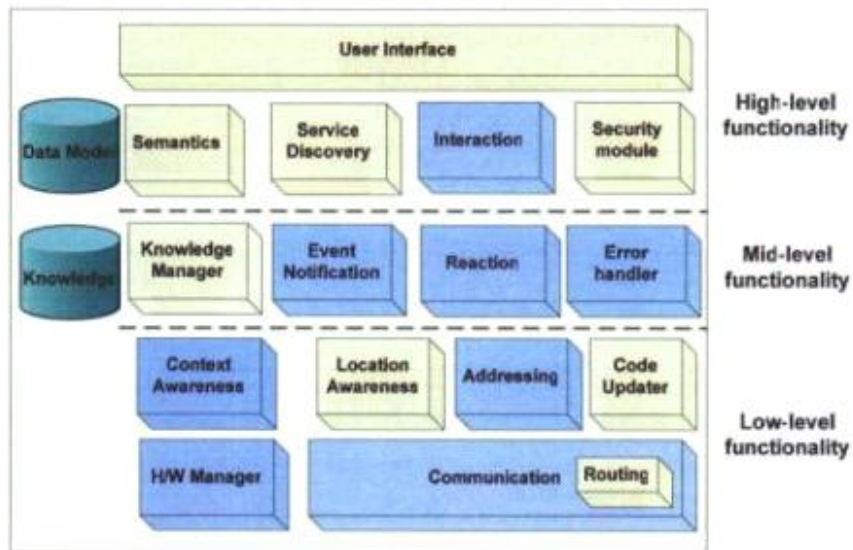 User Interface
High-level
functionality
Data Mode
Semantics
Service
Discovery
Interaction
Security
module
Knowledge
Knowledge
Manager
Event
Notification
Reaction
Error
handler
Mid-level
functionality
Context
Awareness
Location
Awareness
Addressing
Code
Updater
Low-level
functionality
H/W Manager
Communication
Routing